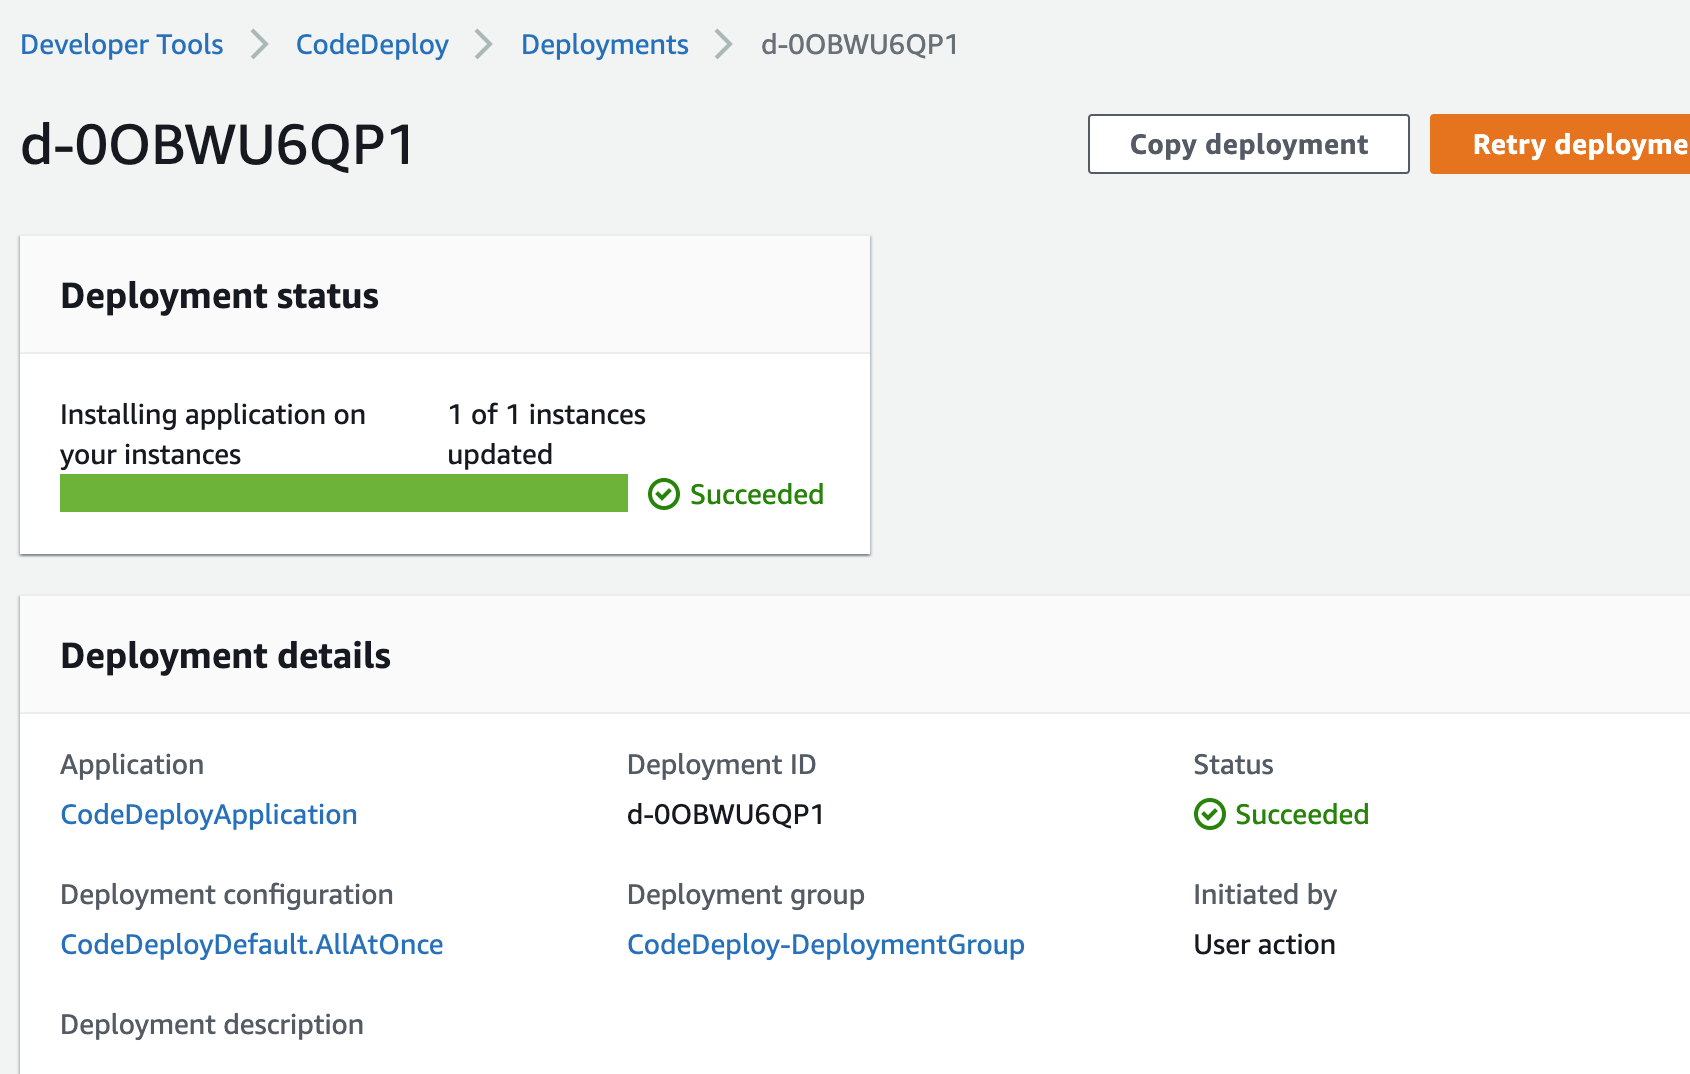 Developer Tools > CodeDeploy > Deployments > d-0OBWU6QP1
d-0OBWU6QP1
Copy deployment
Retry deployme
Deployment status
Installing application on
your instances
1 of 1 instances
updated
Succeeded
Deployment details
Application
CodeDeployApplication
Deployment ID
d-0OBWU6QP1
Status
Succeeded
Deployment configuration
CodeDeployDefault.AllAtOnce
Deployment group
CodeDeploy-DeploymentGroup
Initiated by
User action
Deployment description